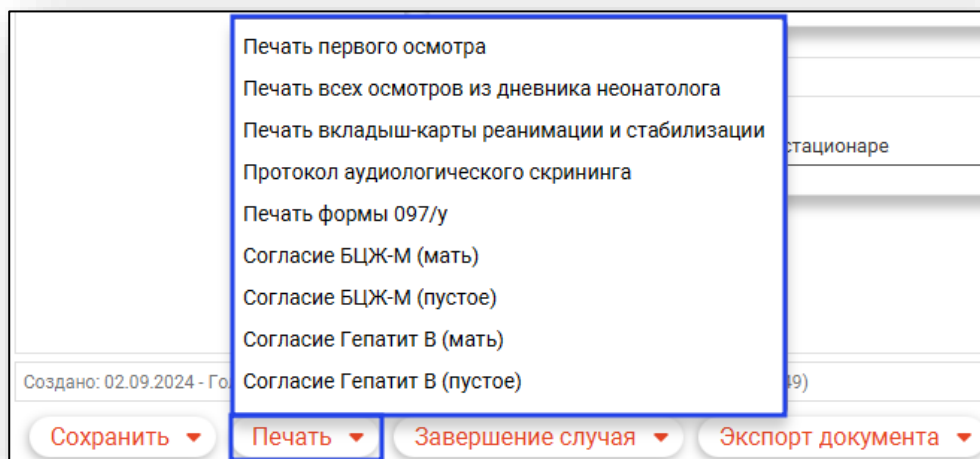 Печать первого осмотра
Печать всех осмотров из дневника неонатолога
Печать вкладыш-карты реанимации и стабилизации
стационаре
Протокол аудиологического скрининга
Печать формы 097/у
Согласие БЦЖ-М (мать)
Согласие БЦЖ-М (пустое)
Согласие Гепатит В (мать)
Создано: 02.09.2024 - Го
Согласие Гепатит В (пустое)
49)
Сохранить
Печать
Завершение случая
Экспорт документа